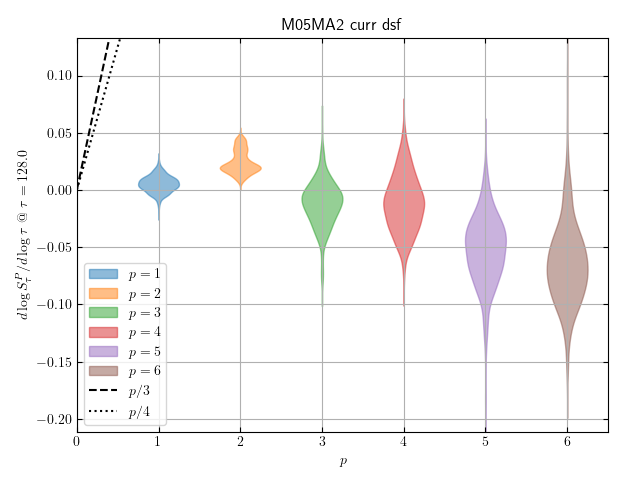 M05MA2 curr dsf
d log S_τ^P / d log τ @ τ = 128.0
0.10
0.05
0.00
−0.05
−0.10
−0.15
−0.20
p = 1
p = 2
p = 3
p = 4
p = 5
p = 6
p/3
p/4
0 1 2 3 4 5 6
p